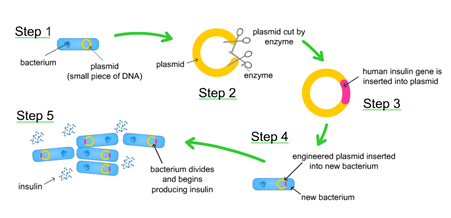 Step 1
bacterium
plasmid
(small piece of DNA)
plasmid cut by
enzyme
plasmid
enzyme
Step 2
human insulin gene is
inserted into plasmid
Step 3
Step 4
engineered plasmid inserted
into new bacterium
new bacterium
Step 5
insulin
bacterium divides
and begins
producing insulin